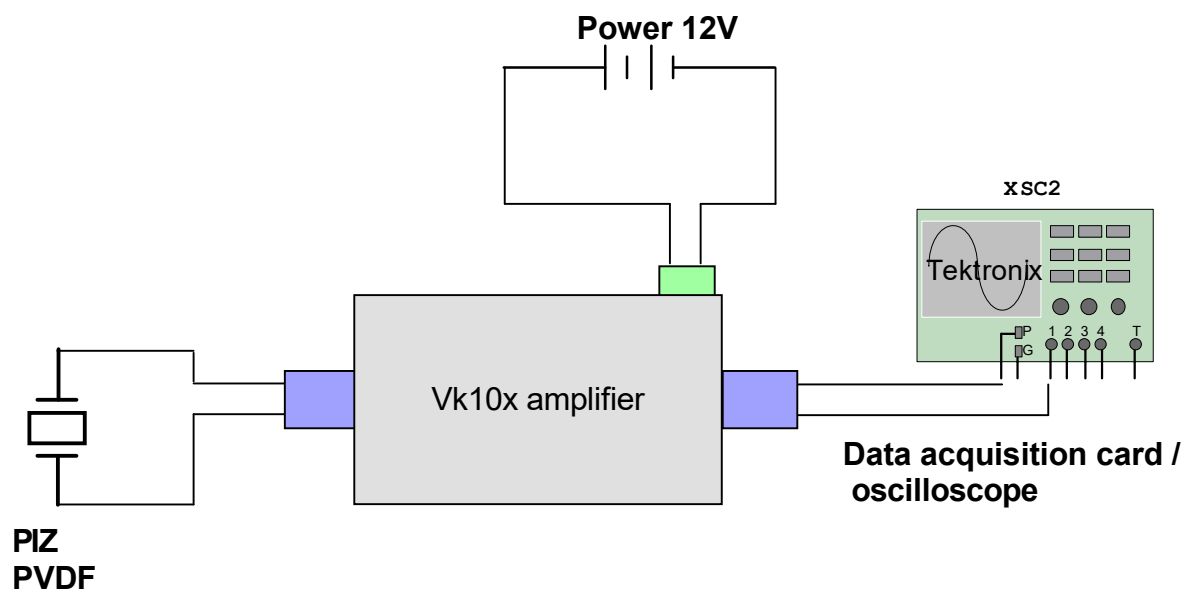 Power 12V
XSC2
Tektronix
P 1 2 3 4 T
G
Vk10x amplifier
Data acquisition card /
oscilloscope
PIZ
PVDF